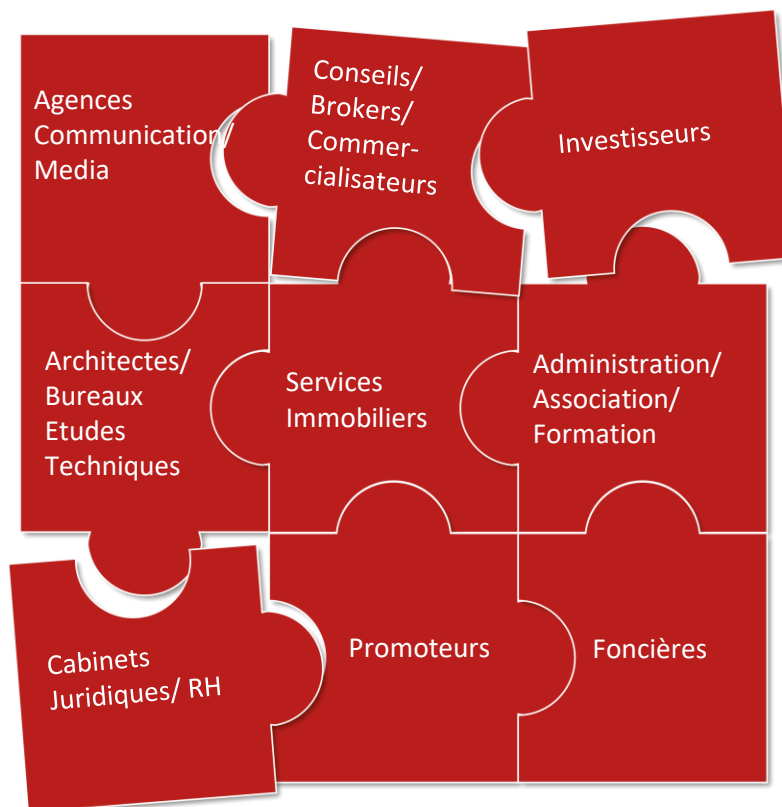 Agences
Communication/
Media
Conseils/
Brokers/
Commer-
cialisateurs
Investisseurs
Architectes/
Bureaux
Etudes
Techniques
Services
Immobiliers
Administration/
Association/
Formation
Cabinets
Juridiques/ RH
Promoteurs
Foncières